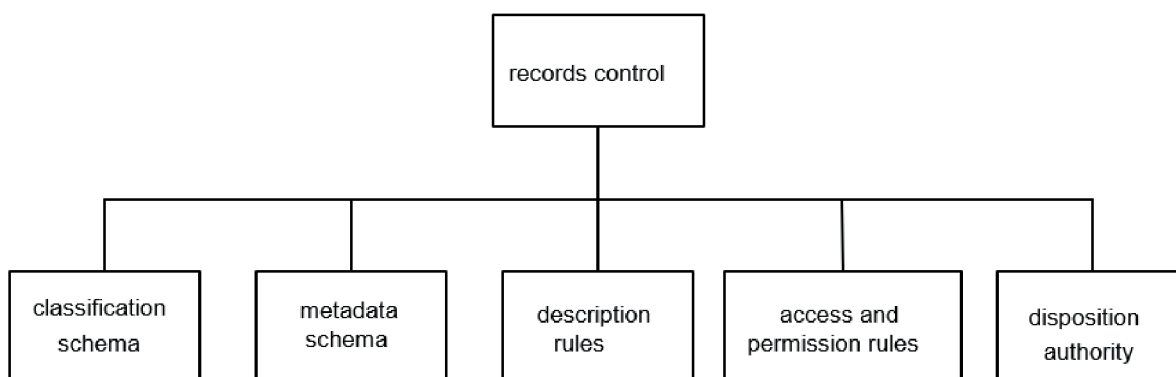 records control
classification
schema
metadata
schema
description
rules
access and
permission rules
disposition
authority